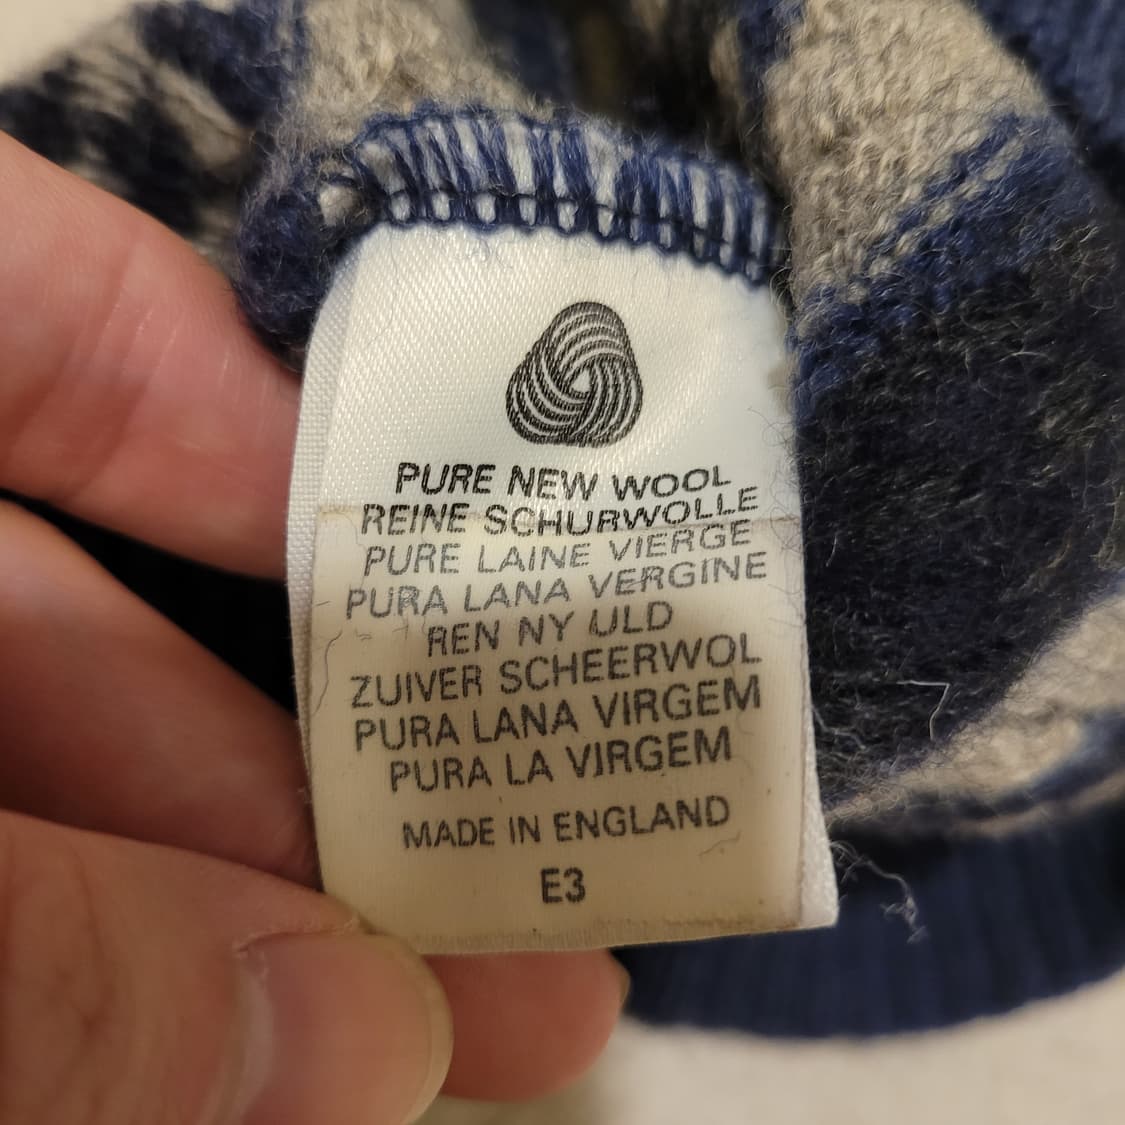 PURE NEW WOOL
REINE SCHURWOLLE
PURE LAINE VIERGE
PURA LANA VERGINE
REN NY ULD
ZUIVER SCHEERWOL
PURA LANA VIRGEM
PURA LA VIRGEM
MADE IN ENGLAND
E3